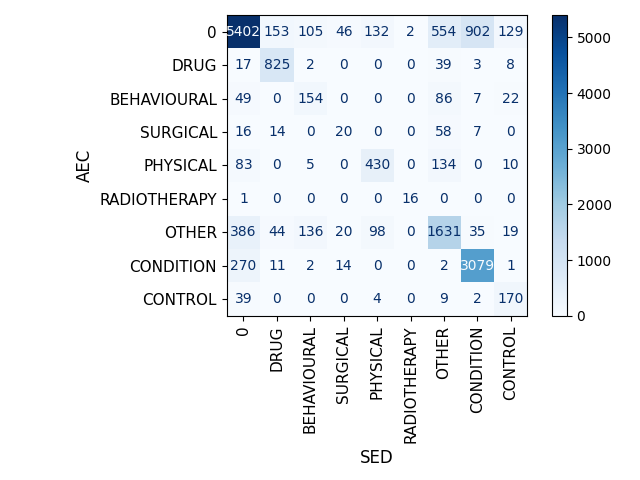 0 5402 153 105 46 132 2 554 902 129
DRUG 17 825 2 0 0 0 39 3 8
BEHAVIOURAL 49 0 154 0 0 0 86 7 22
SURGICAL 16 14 0 20 0 0 58 7 0
PHYSICAL 83 0 5 0 430 0 134 0 10
RADIOTHERAPY 1 0 0 0 0 16 0 0 0
OTHER 386 44 136 20 98 0 1631 35 19
CONDITION 270 11 2 14 0 0 2 3079 1
CONTROL 39 0 0 0 4 0 9 2 170
AEC
0 DRUG BEHAVIOURAL SURGICAL PHYSICAL RADIOTHERAPY OTHER CONDITION CONTROL
SED
5000
4000
3000
2000
1000
0